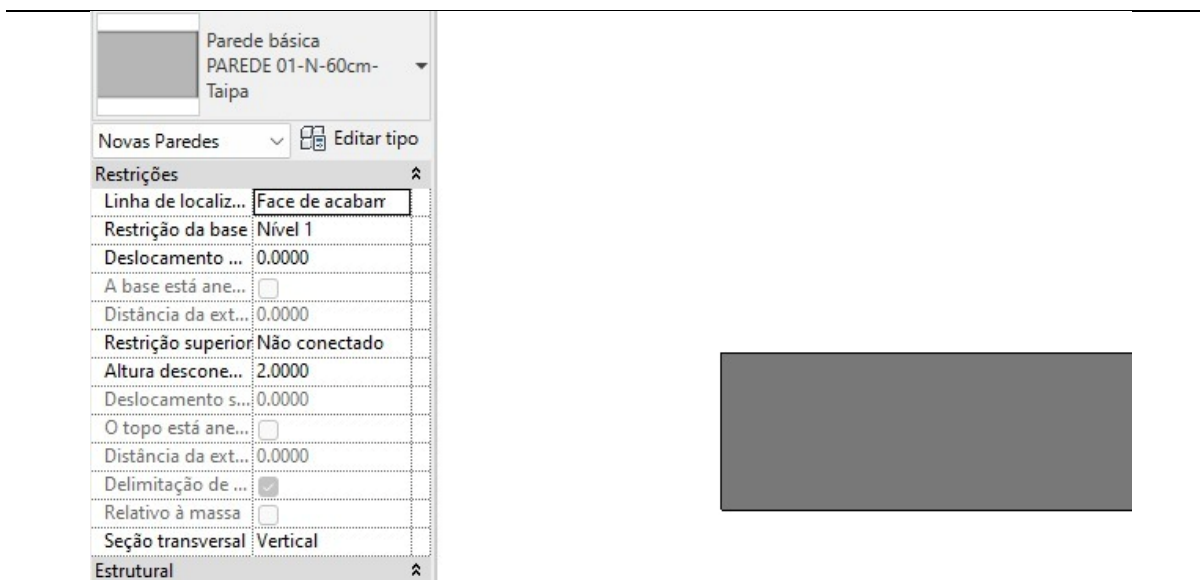 Parede básica
PAREDE 01-N-60cm-
Taipa
Novas Paredes Editar tipo
Restrições
Linha de localiz... Face de acabam
Restrição da base Nível 1
Deslocamento ... 0.0000
A base está ane...
Distância da ext... 0.0000
Restrição superior Não conectado
Altura descone... 2.0000
Deslocamento s... 0.0000
O topo está ane...
Distância da ext... 0.0000
Delimitação de ...
Relativo à massa
Seção transversal Vertical
Estrutural